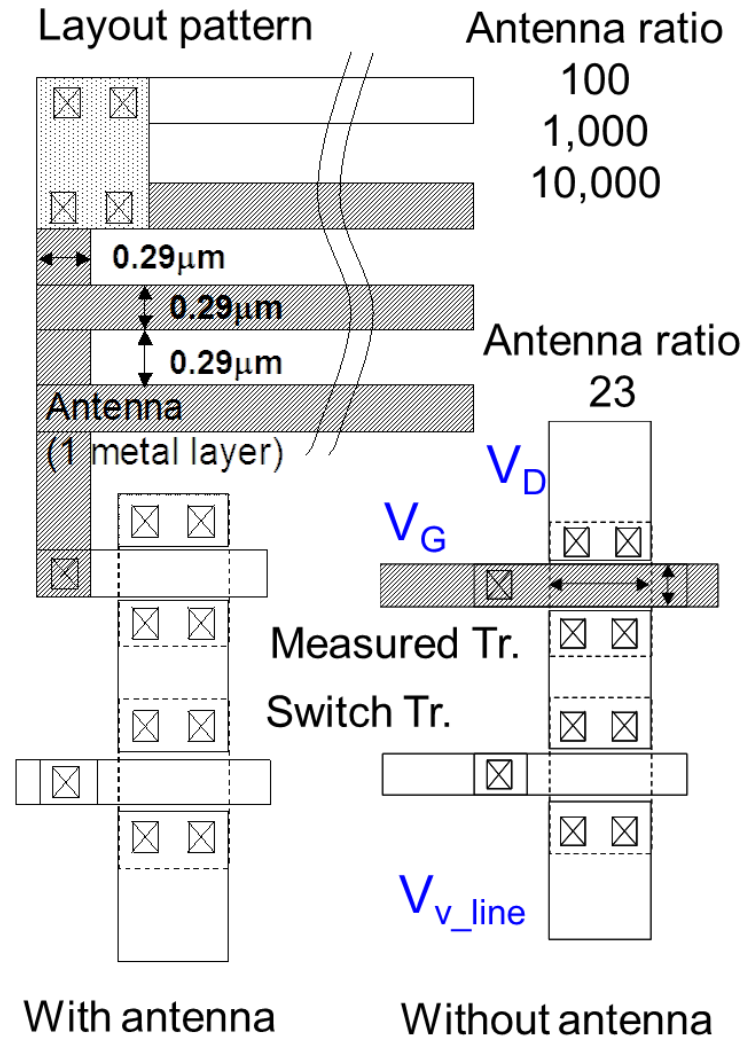 Layout pattern
Antenna ratio
100
1,000
10,000
0.29μm
0.29μm
0.29μm
Antenna
(1 metal layer)
Antenna ratio
23
V_D
V_G
Measured Tr.
Switch Tr.
V_v_line
With antenna
Without antenna